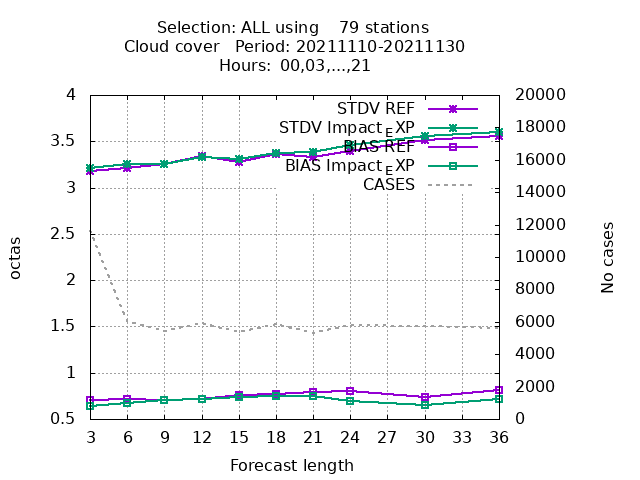 Selection: ALL using 79 stations
Cloud cover Period: 20211110-20211130
Hours: 00,03,...,21
4
3.5
3
2.5
2
1.5
1
0.5
octas
STDV REF
STDV Impact_EXP
BIAS REF
BIAS Impact_EXP
CASES
20000
18000
16000
14000
12000
10000
8000
6000
4000
2000
0
No cases
3 6 9 12 15 18 21 24 27 30 33 36
Forecast length